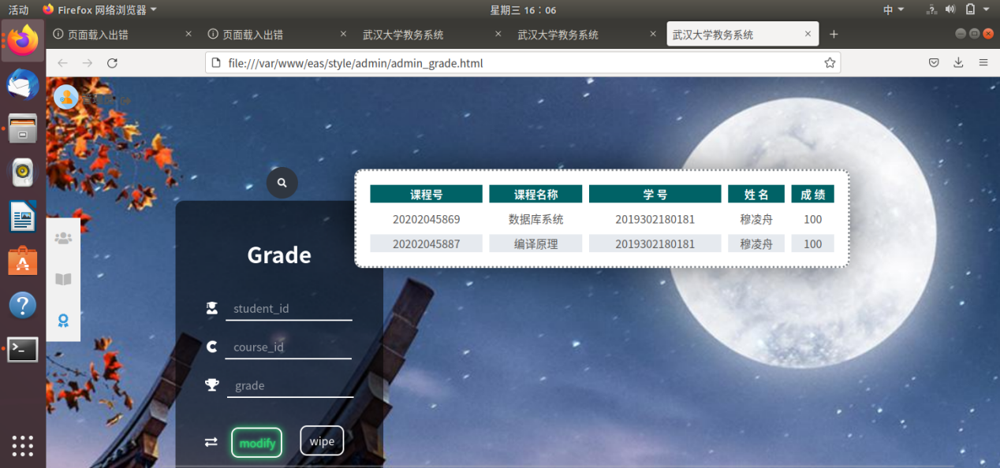 活动 Firefox 网络浏览器 星期三 16：06 中
页面载入出错 页面载入出错 武汉大学教务系统 武汉大学教务系统 武汉大学教务系统
file:///var/www/eas/style/admin/admin_grade.html
课程号 课程名称 学 号 姓 名 成 绩
20202045869 数据库系统 2019302180181 穆凌舟 100
20202045887 编译原理 2019302180181 穆凌舟 100
Grade
student_id
course_id
grade
modify wipe